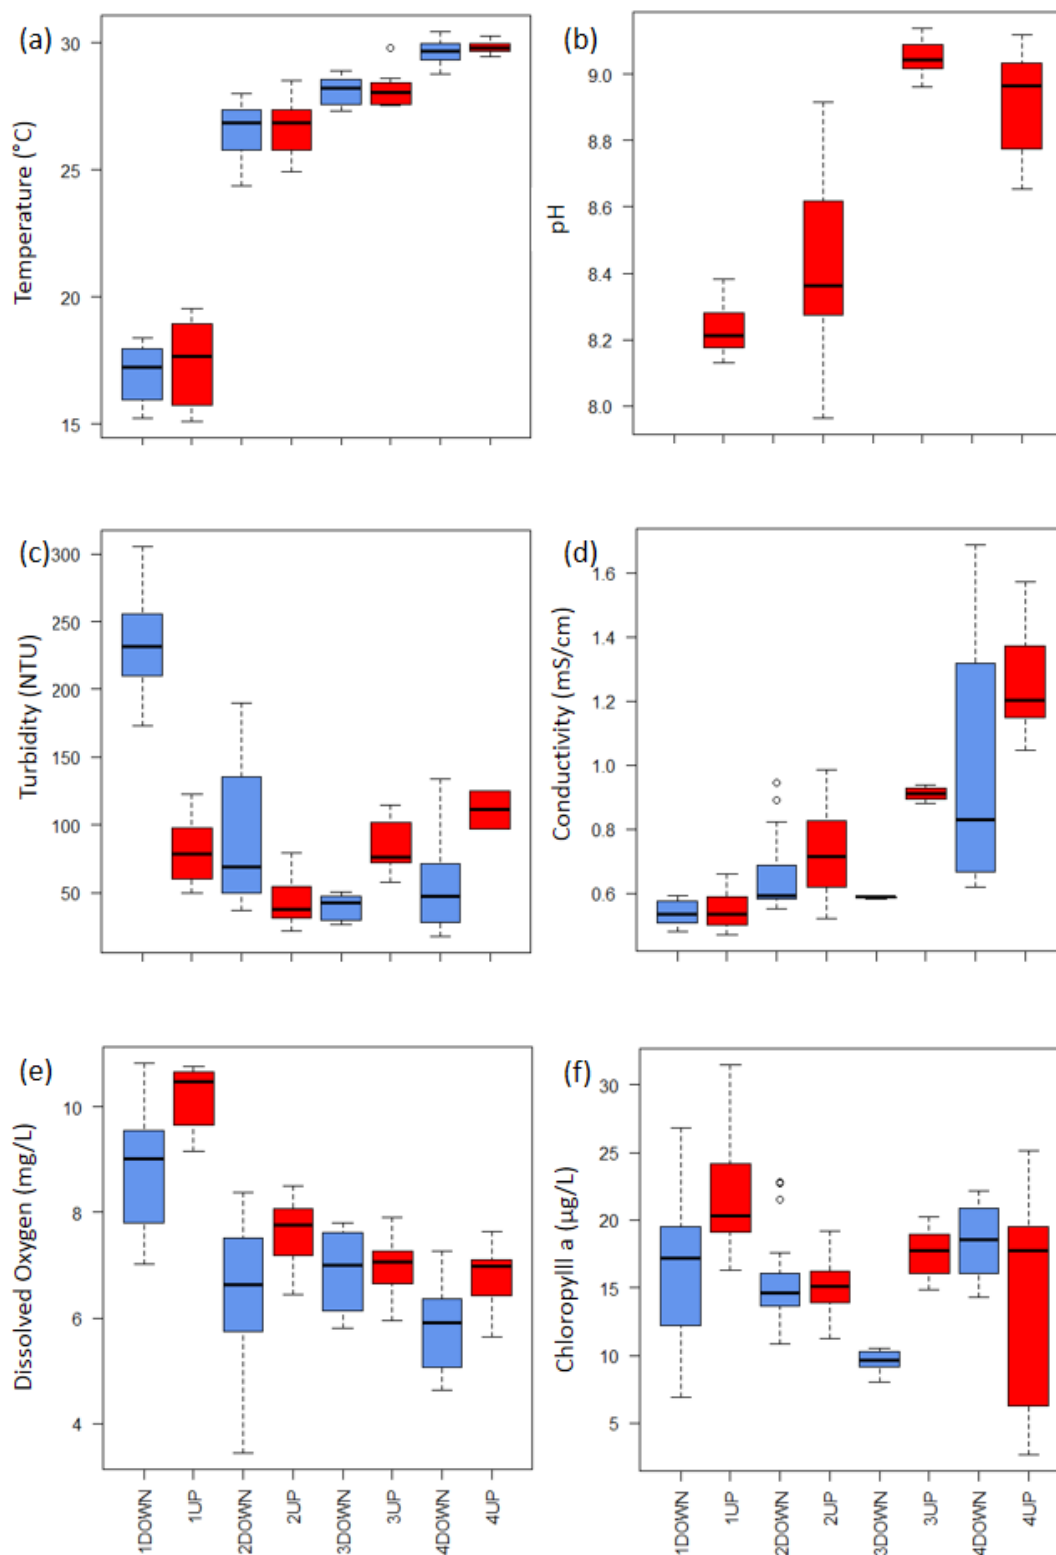 (a)
Temperature (°C)
30
25
20
15
(b)
pH
9.0
8.8
8.6
8.4
8.2
8.0
(c)
Turbidity (NTU)
300
250
200
150
100
50
(d)
Conductivity (mS/cm)
1.6
1.4
1.2
1.0
0.8
0.6
(e)
Dissolved Oxygen (mg/L)
10
8
6
4
1DOWN
1UP
2DOWN
2UP
3DOWN
3UP
4DOWN
4UP
(f)
Chloropylll a (µg/L)
30
25
20
15
10
5
1DOWN
1UP
2DOWN
2UP
3DOWN
3UP
4DOWN
4UP